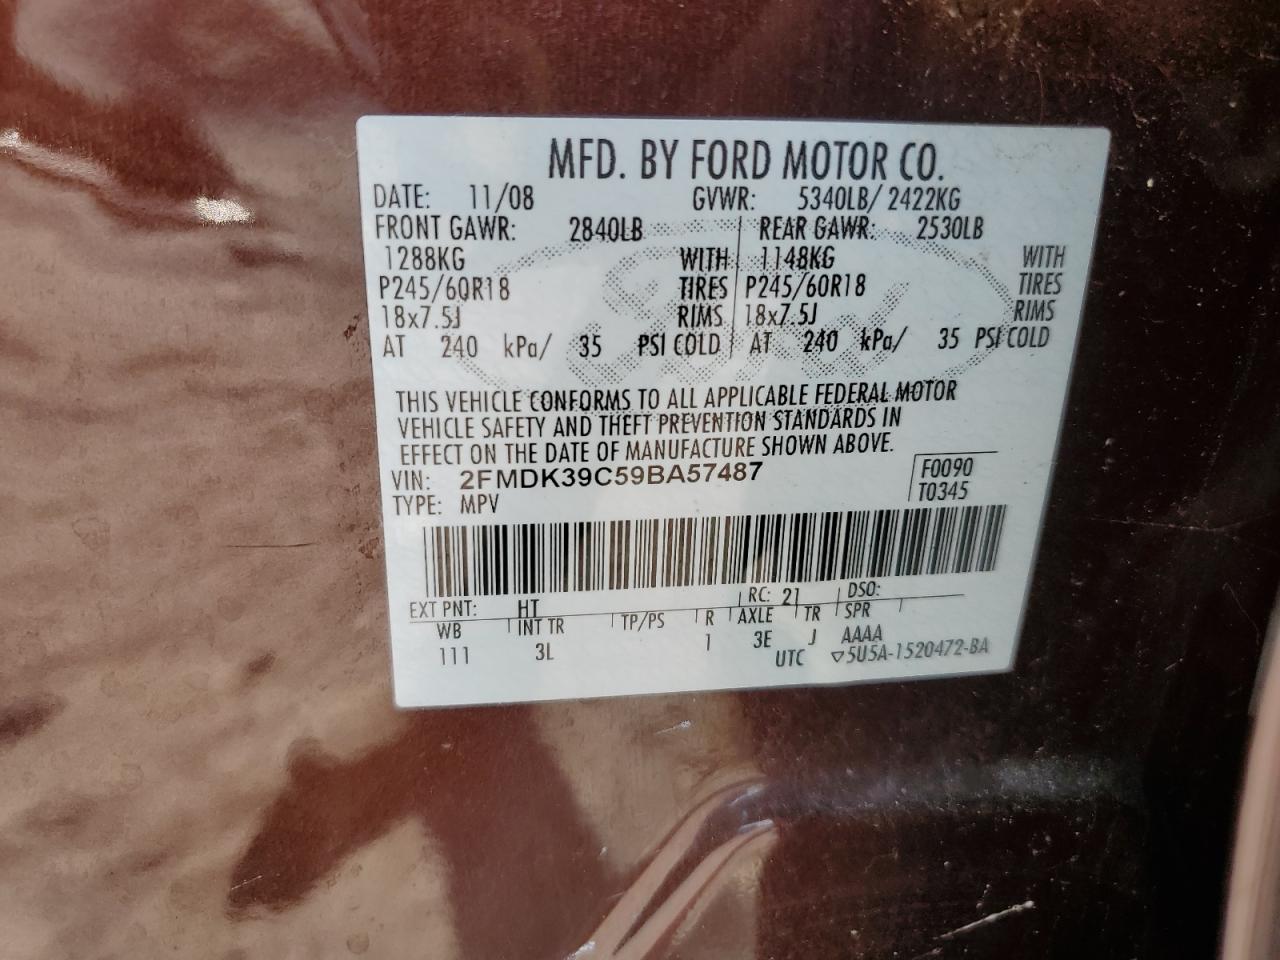 MFD. BY FORD MOTOR CO.
DATE: 11/08 GVWR: 5340LB/ 2422KG
FRONT GAWR: 2840LB REAR GAWR: 2530LB
1288KG WITH 1148KG WITH
P245/60R18 TIRES P245/60R18 TIRES
18x7.5J RIMS 18x7.5J RIMS
AT 240 kPa/ 35 PSI COLD AT 240 kPa/ 35 PSI COLD
THIS VEHICLE CONFORMS TO ALL APPLICABLE FEDERAL MOTOR
VEHICLE SAFETY AND THEFT PREVENTION STANDARDS IN
EFFECT ON THE DATE OF MANUFACTURE SHOWN ABOVE.
VIN: 2FMDK39C59BA57487 F0090
TYPE: MPV T0345
EXT PNT: HT RC: 21 DSO:
WB INT TR TP/PS R AXLE TR SPR
111 3L 1 3E J AAAA
UTC ▽5U5A-1520472-BA